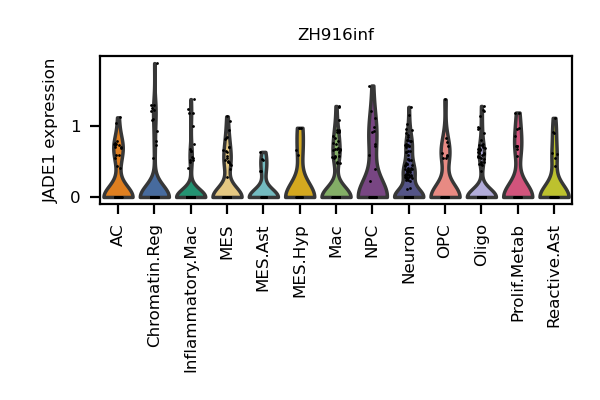 ZH916inf
JADE1 expression
1
0
AC
Chromatin.Reg
Inflammatory.Mac
MES
MES.Ast
MES.Hyp
Mac
NPC
Neuron
OPC
Oligo
Prolif.Metab
Reactive.Ast